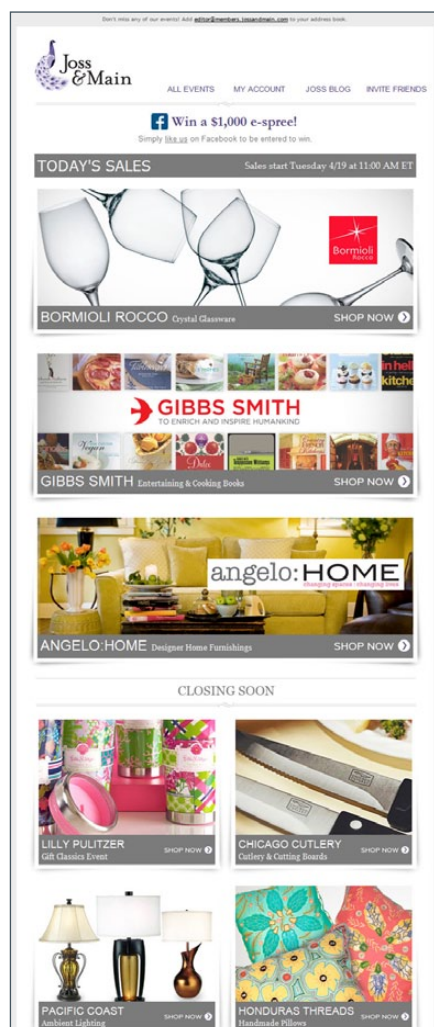 Don't miss any of our events! Add editor@members.jossandmain.com to your address book.
Joss
& Main
ALL EVENTS MY ACCOUNT JOSS BLOG INVITE FRIENDS
Win a $1,000 e-spree!
Simply like us on Facebook to be entered to win.
TODAY'S SALES Sales start Tuesday 4/19 at 11:00 AM ET
Bormioli
Rocco
BORMIOLI ROCCO Crystal Glassware SHOP NOW
in hell
kitche
GIBBS SMITH
TO ENRICH AND INSPIRE HUMANKIND
Vegan
GIBBS SMITH Entertaining & Cooking Books SHOP NOW
angelo:HOME
changing spaces · changing lives
ANGELO:HOME Designer Home Furnishings SHOP NOW
CLOSING SOON
LILLY PULITZER
Gift Classics Event SHOP NOW
CHICAGO CUTLERY
Cutlery & Cutting Boards SHOP NOW
PACIFIC COAST
Ambient Lighting SHOP NOW
HONDURAS THREADS
Handmade Pillows SHOP NOW